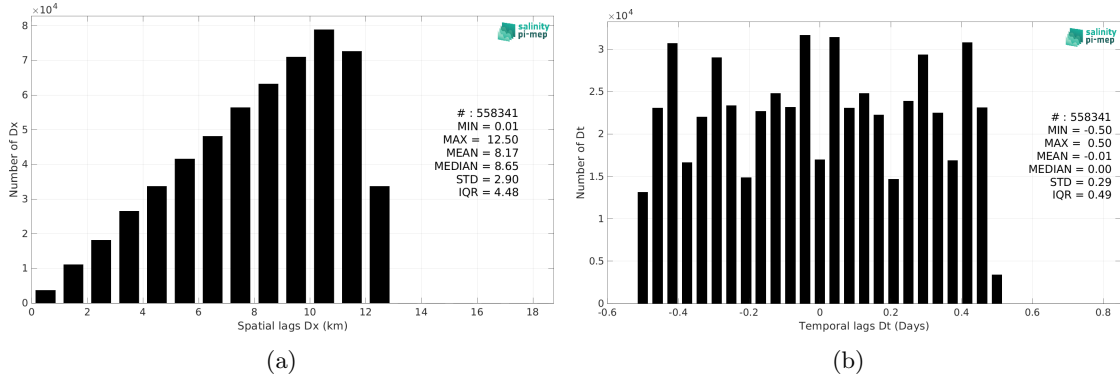 ×10⁴
8
7
6
5
4
3
2
1
0
Number of Dx
salinity
pi-mep
# : 558341
MIN = 0.01
MAX = 12.50
MEAN = 8.17
MEDIAN = 8.65
STD = 2.90
IQR = 4.48
0 2 4 6 8 10 12 14 16 18
Spatial lags Dx (km)
(a)
×10⁴
3
2.5
2
1.5
1
0.5
0
Number of Dt
salinity
pi-mep
# : 558341
MIN = -0.50
MAX = 0.50
MEAN = -0.01
MEDIAN = 0.00
STD = 0.29
IQR = 0.49
-0.6 -0.4 -0.2 0 0.2 0.4 0.6 0.8
Temporal lags Dt (Days)
(b)